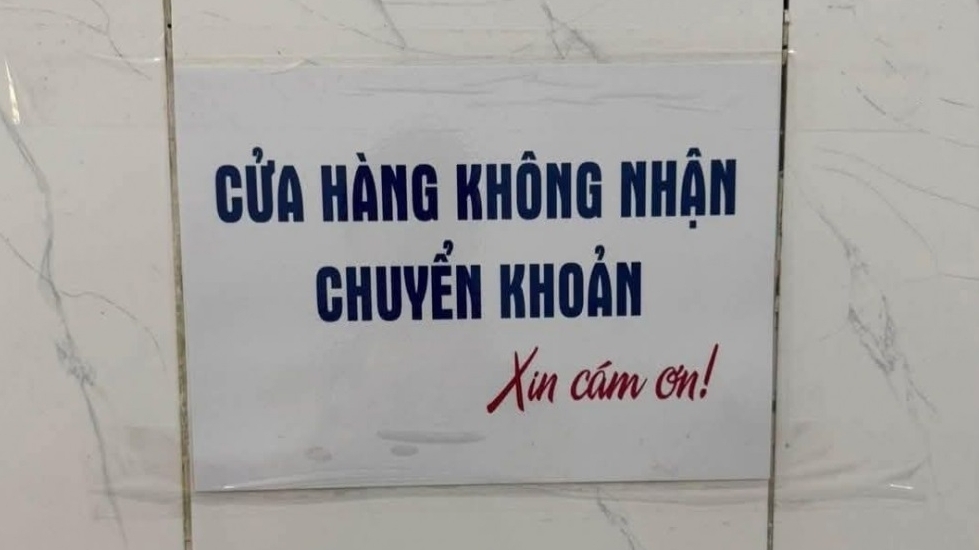 CỬA HÀNG KHÔNG NHẬN
CHUYỂN KHOẢN
Xin cám ơn!